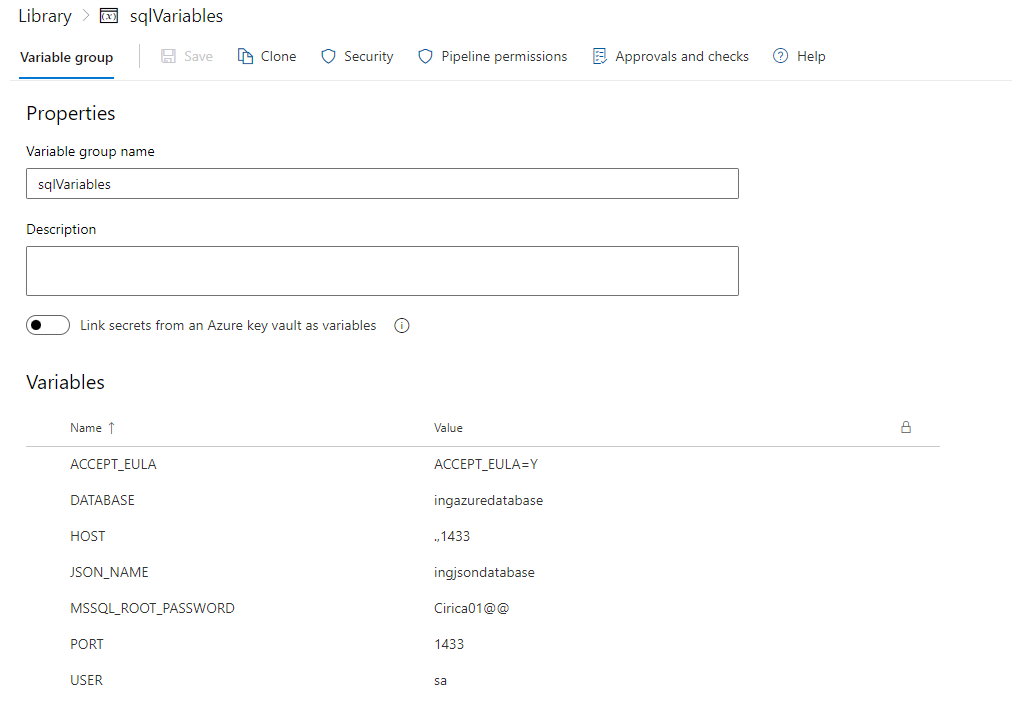 Library > (x) sqlVariables
Variable group Save Clone Security Pipeline permissions Approvals and checks ? Help
Properties
Variable group name
sqlVariables
Description
Link secrets from an Azure key vault as variables i
Variables
Name ↑ Value
ACCEPT_EULA ACCEPT_EULA=Y
DATABASE ingazuredatabase
HOST .,1433
JSON_NAME ingjsondatabase
MSSQL_ROOT_PASSWORD Cirica01@@
PORT 1433
USER sa